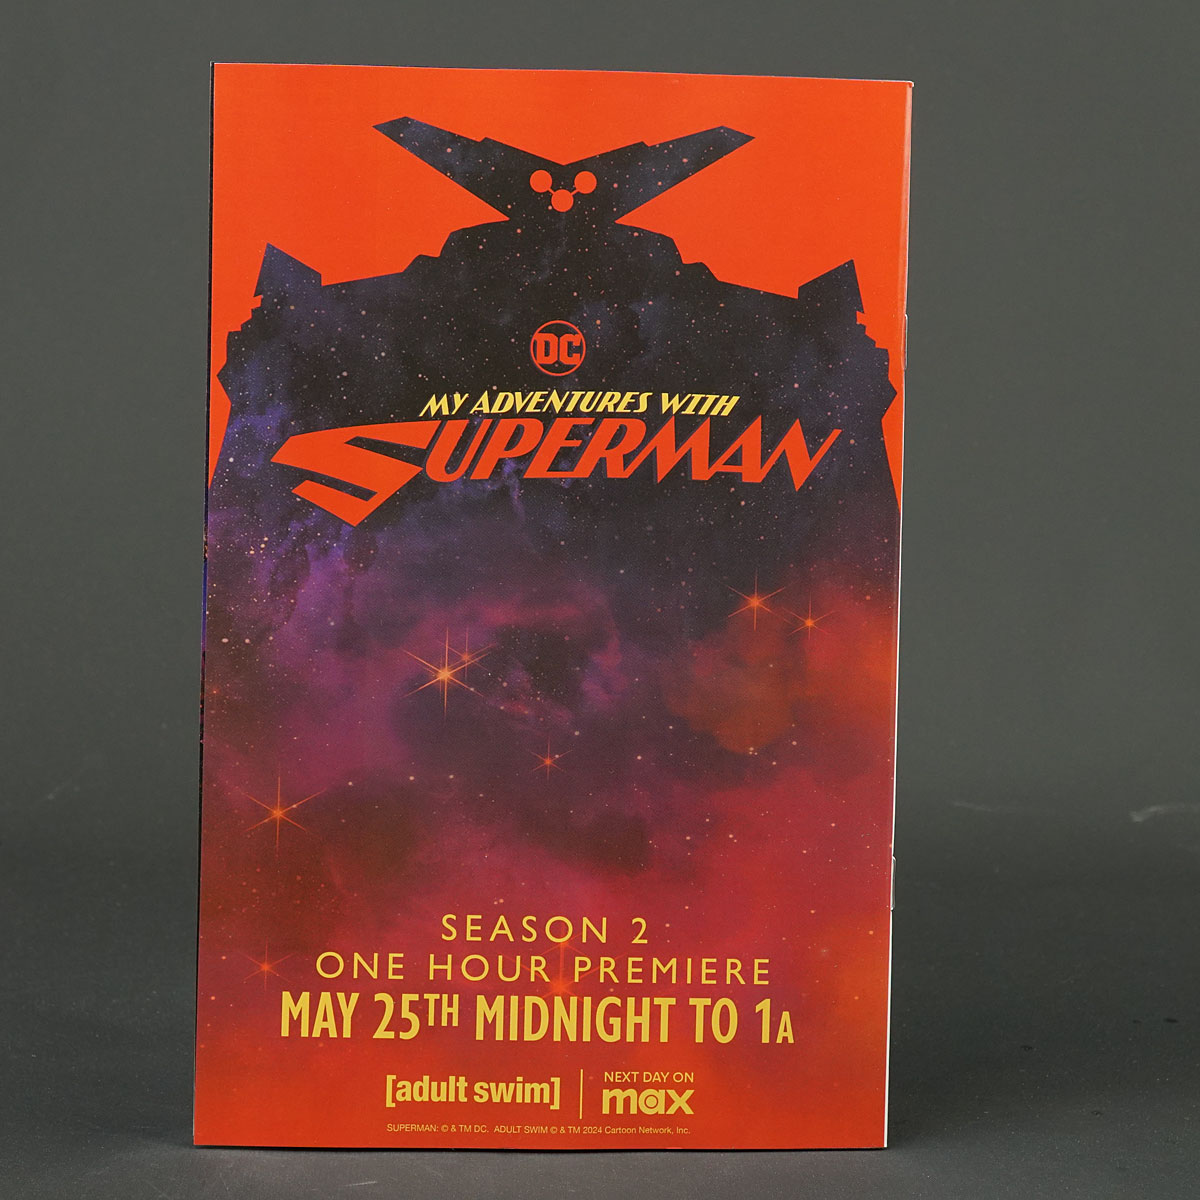 DC
MY ADVENTURES WITH
SUPERMAN
SEASON 2
ONE HOUR PREMIERE
MAY 25TH MIDNIGHT TO 1A
[adult swim]
NEXT DAY ON
max
SUPERMAN: © & TM DC. ADULT SWIM © & TM 2024 Cartoon Network, Inc.